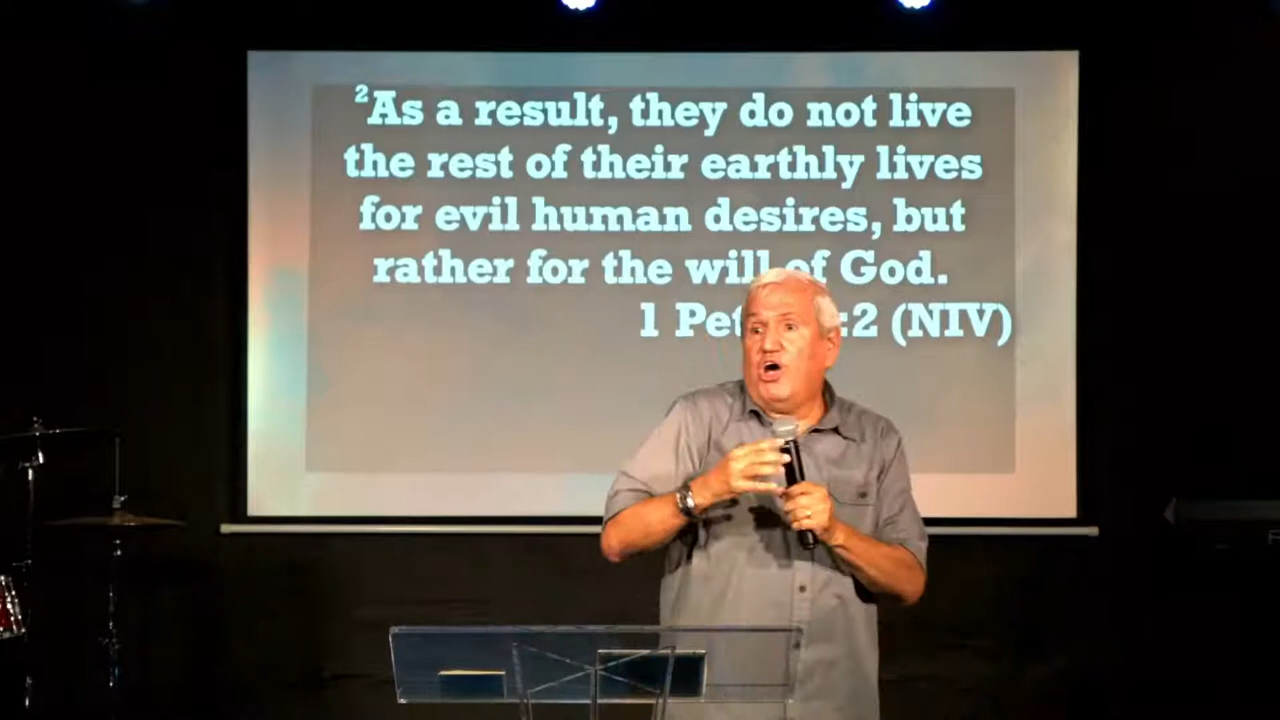 ²As a result, they do not live
the rest of their earthly lives
for evil human desires, but
rather for the will of God.
1 :2 (NIV)